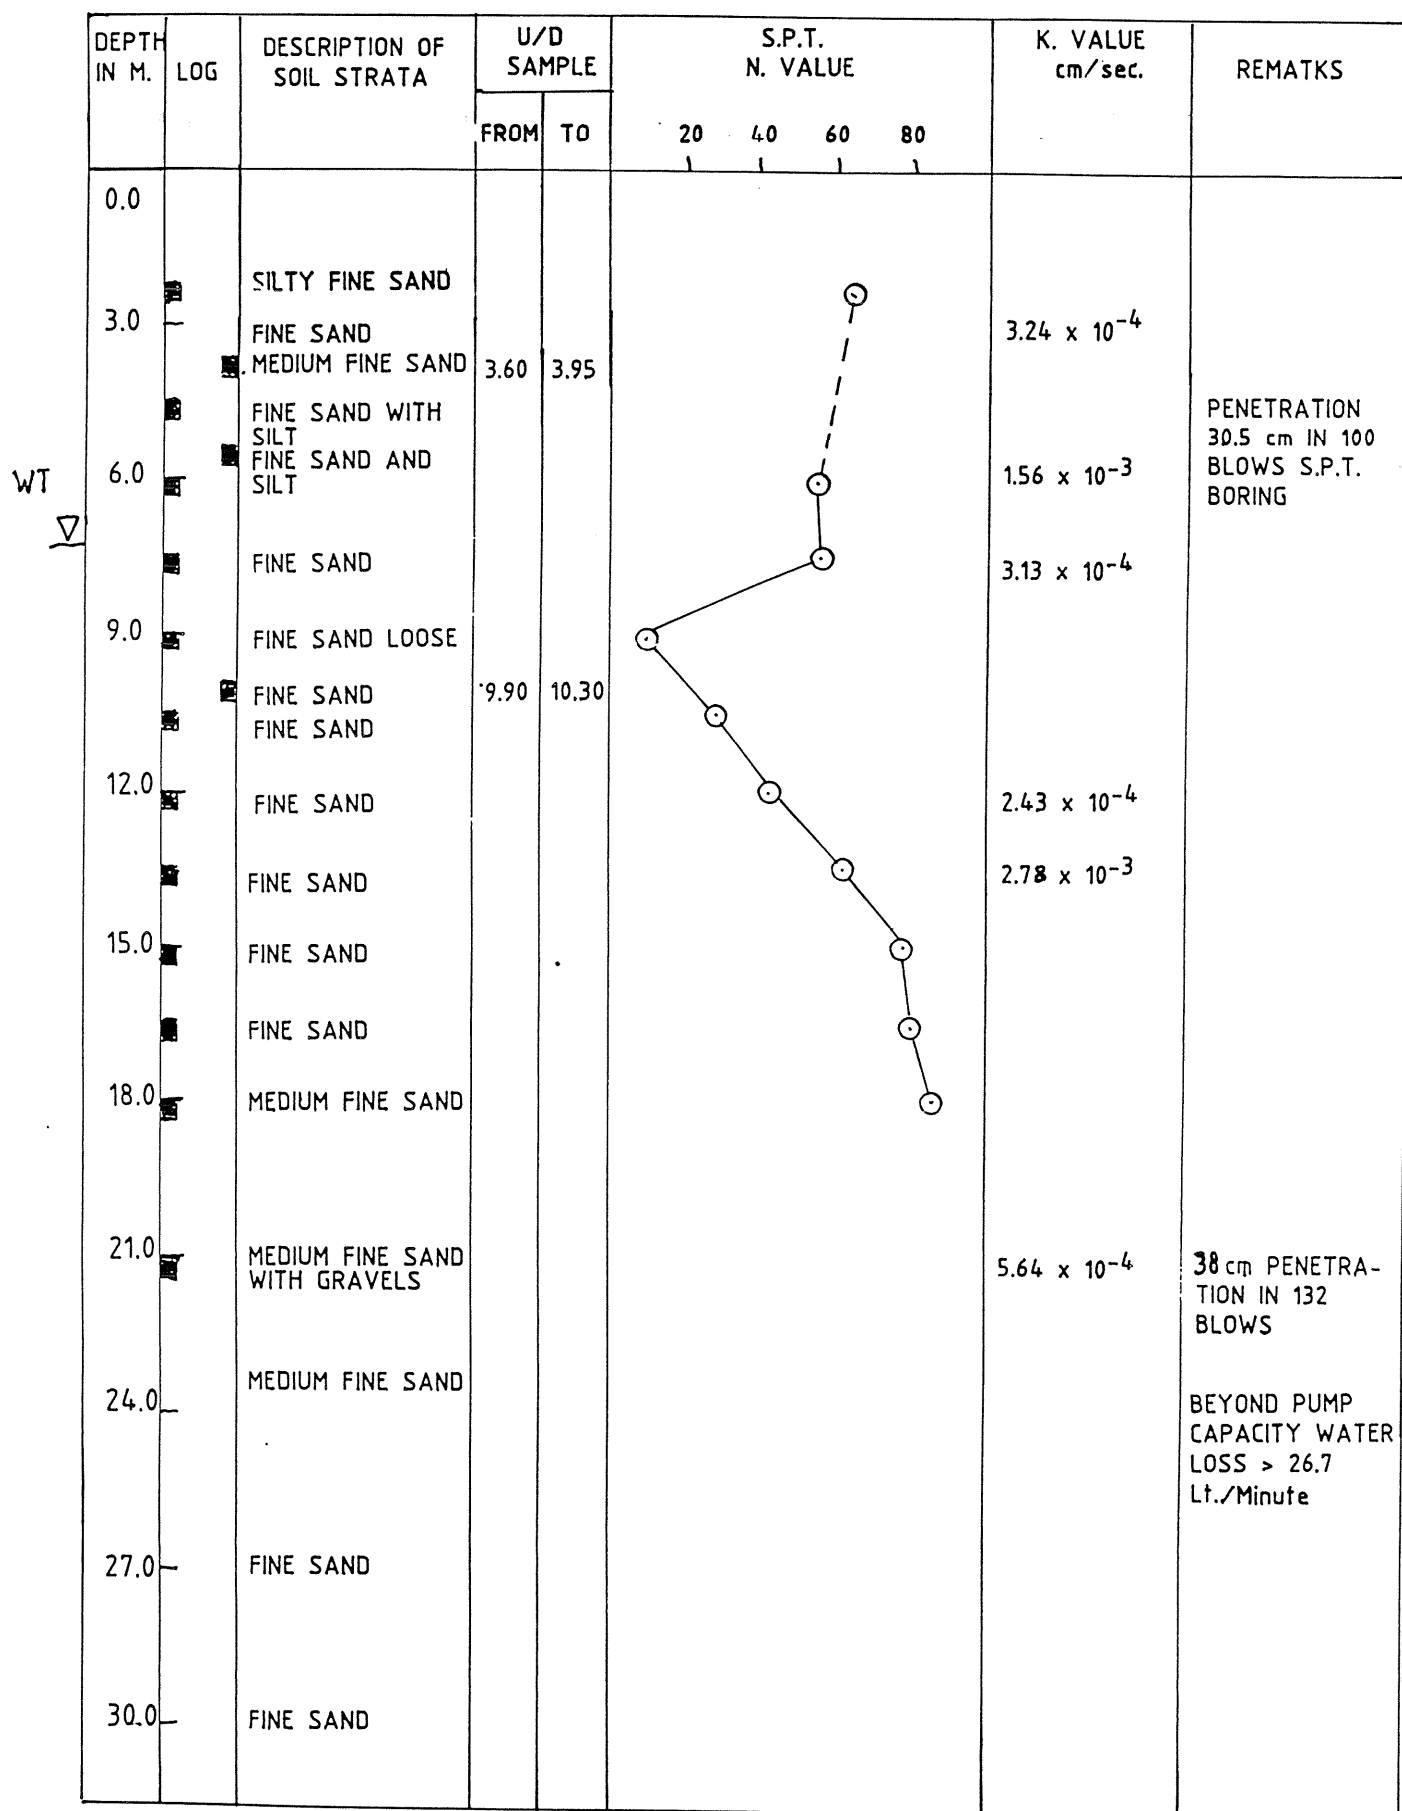 DEPTH
IN M.
LOG
DESCRIPTION OF
SOIL STRATA
U/D
SAMPLE
FROM
TO
S.P.T.
N. VALUE
20 40 60 80
K. VALUE
cm/sec.
REMATKS
0.0
SILTY FINE SAND
3.0
FINE SAND
3.24 x 10-4
MEDIUM FINE SAND
3.60
3.95
FINE SAND WITH
SILT
PENETRATION
30.5 cm IN 100
BLOWS S.P.T.
BORING
WT
6.0
FINE SAND AND
SILT
1.56 x 10-3
FINE SAND
3.13 x 10-4
9.0
FINE SAND LOOSE
FINE SAND
9.90
10.30
FINE SAND
12.0
FINE SAND
2.43 x 10-4
FINE SAND
2.78 x 10-3
15.0
FINE SAND
FINE SAND
18.0
MEDIUM FINE SAND
21.0
MEDIUM FINE SAND
WITH GRAVELS
5.64 x 10-4
38 cm PENETRA-
TION IN 132
BLOWS
MEDIUM FINE SAND
24.0
BEYOND PUMP
CAPACITY WATER
LOSS > 26.7
Lt./Minute
27.0
FINE SAND
30.0
FINE SAND